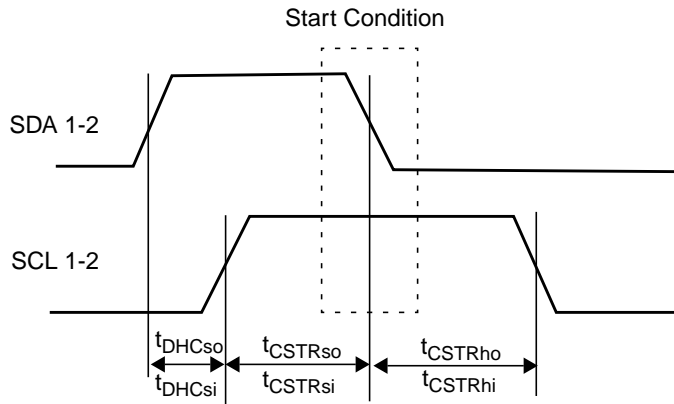 Start Condition
SDA 1-2
SCL 1-2
tDHCso tCSTRso tCSTRho
tDHCsi tCSTRsi tCSTRhi